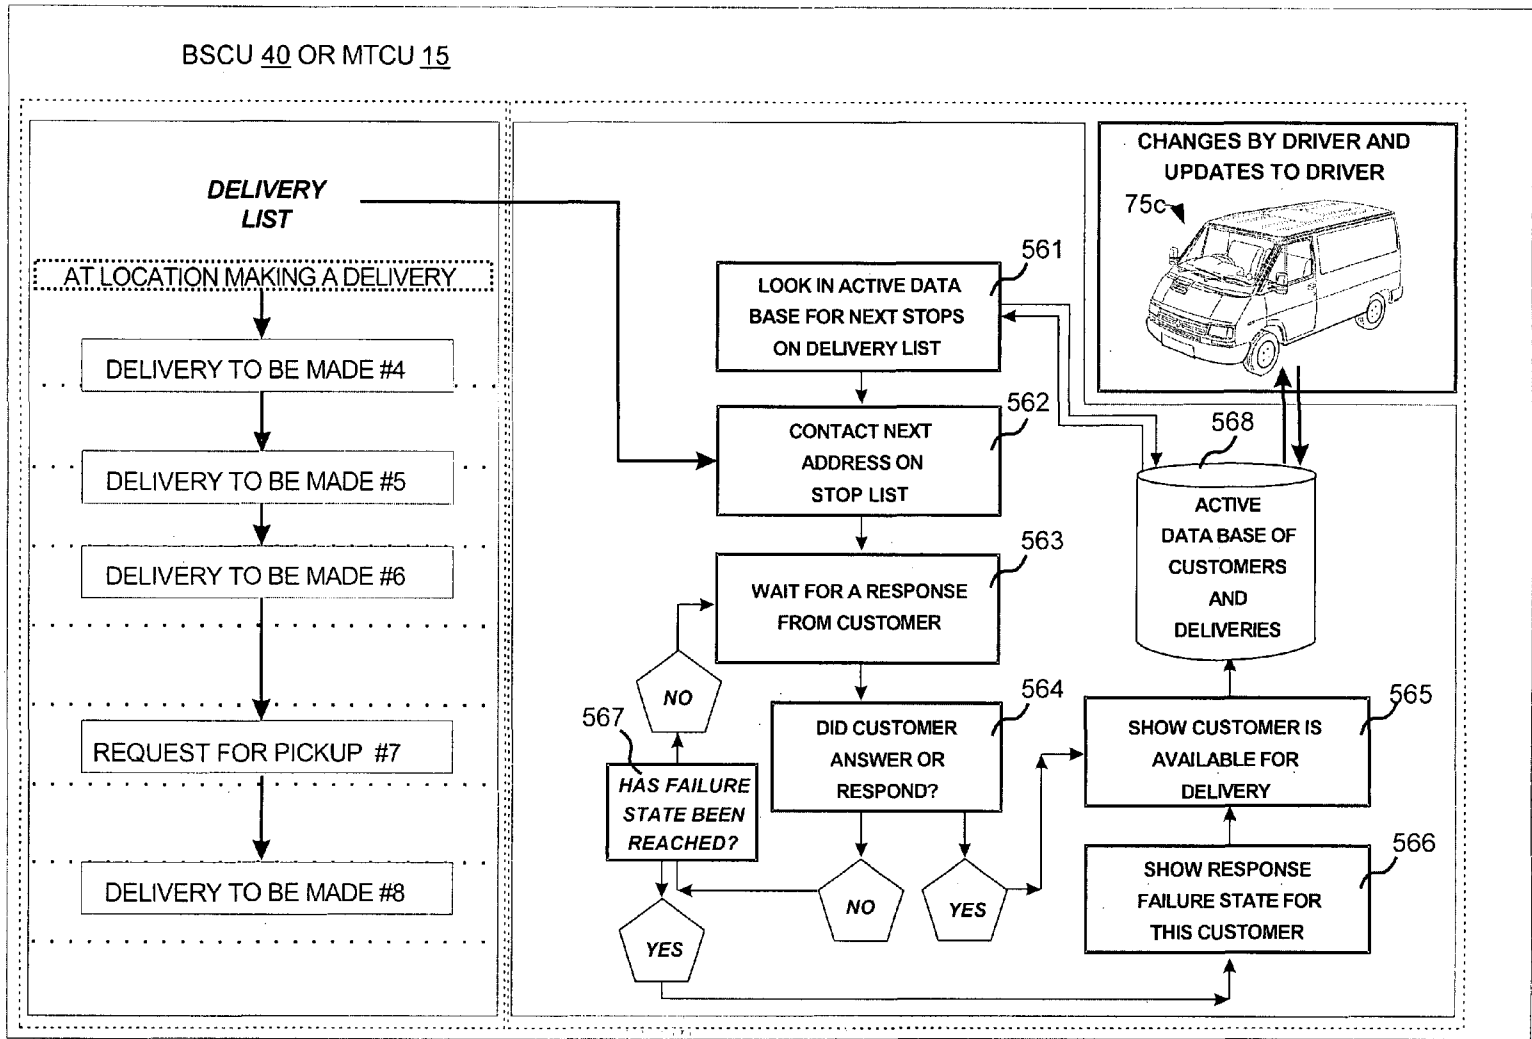 BSCU 40 OR MTCU 15
DELIVERY
LIST
AT LOCATION MAKING A DELIVERY
DELIVERY TO BE MADE #4
DELIVERY TO BE MADE #5
DELIVERY TO BE MADE #6
REQUEST FOR PICKUP #7
DELIVERY TO BE MADE #8
561
LOOK IN ACTIVE DATA
BASE FOR NEXT STOPS
ON DELIVERY LIST
562
CONTACT NEXT
ADDRESS ON
STOP LIST
563
WAIT FOR A RESPONSE
FROM CUSTOMER
NO
564
DID CUSTOMER
ANSWER OR
RESPOND?
567
HAS FAILURE
STATE BEEN
REACHED?
NO
YES
YES
CHANGES BY DRIVER AND
UPDATES TO DRIVER
75c
568
ACTIVE
DATA BASE OF
CUSTOMERS
AND
DELIVERIES
565
SHOW CUSTOMER IS
AVAILABLE FOR
DELIVERY
566
SHOW RESPONSE
FAILURE STATE FOR
THIS CUSTOMER